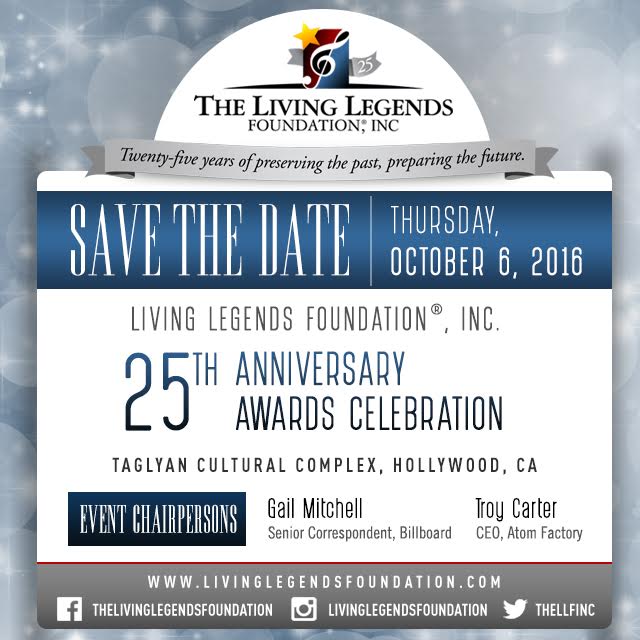 25
THE LIVING LEGENDS
FOUNDATION®, INC
Twenty-five years of preserving the past, preparing the future.
SAVE THE DATE
THURSDAY,
OCTOBER 6, 2016
LIVING LEGENDS FOUNDATION®, INC.
25TH ANNIVERSARY
AWARDS CELEBRATION
TAGLYAN CULTURAL COMPLEX, HOLLYWOOD, CA
EVENT CHAIRPERSONS
Gail Mitchell
Senior Correspondent, Billboard
Troy Carter
CEO, Atom Factory
WWW.LIVINGLEGENDSFOUNDATION.COM
THELIVINGLEGENDSFOUNDATION LIVINGLEGENDSFOUNDATION THELLFINC